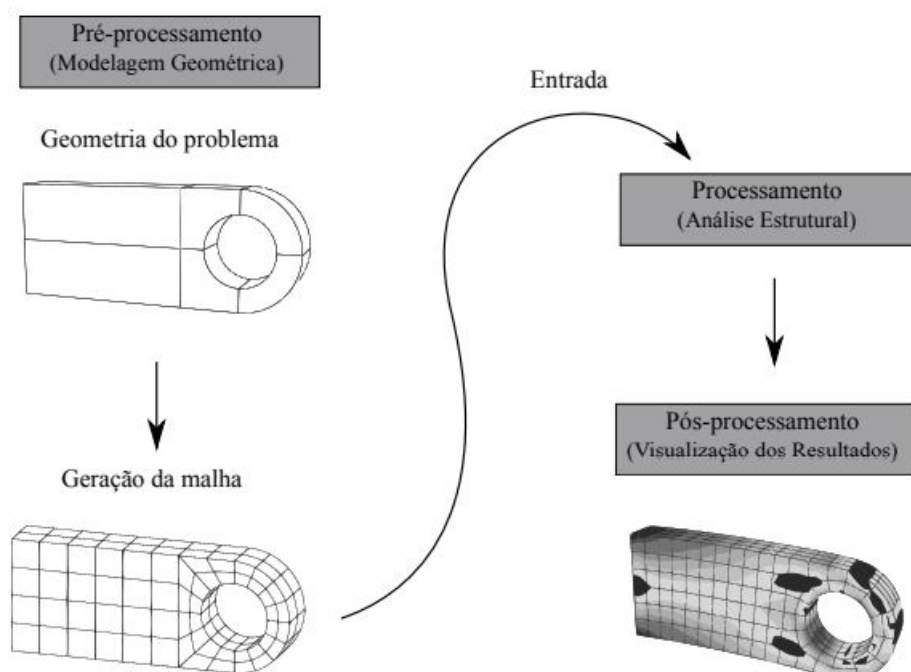 Pré-processamento
(Modelagem Geométrica)
Geometria do problema
Geração da malha
Entrada
Processamento
(Análise Estrutural)
Pós-processamento
(Visualização dos Resultados)